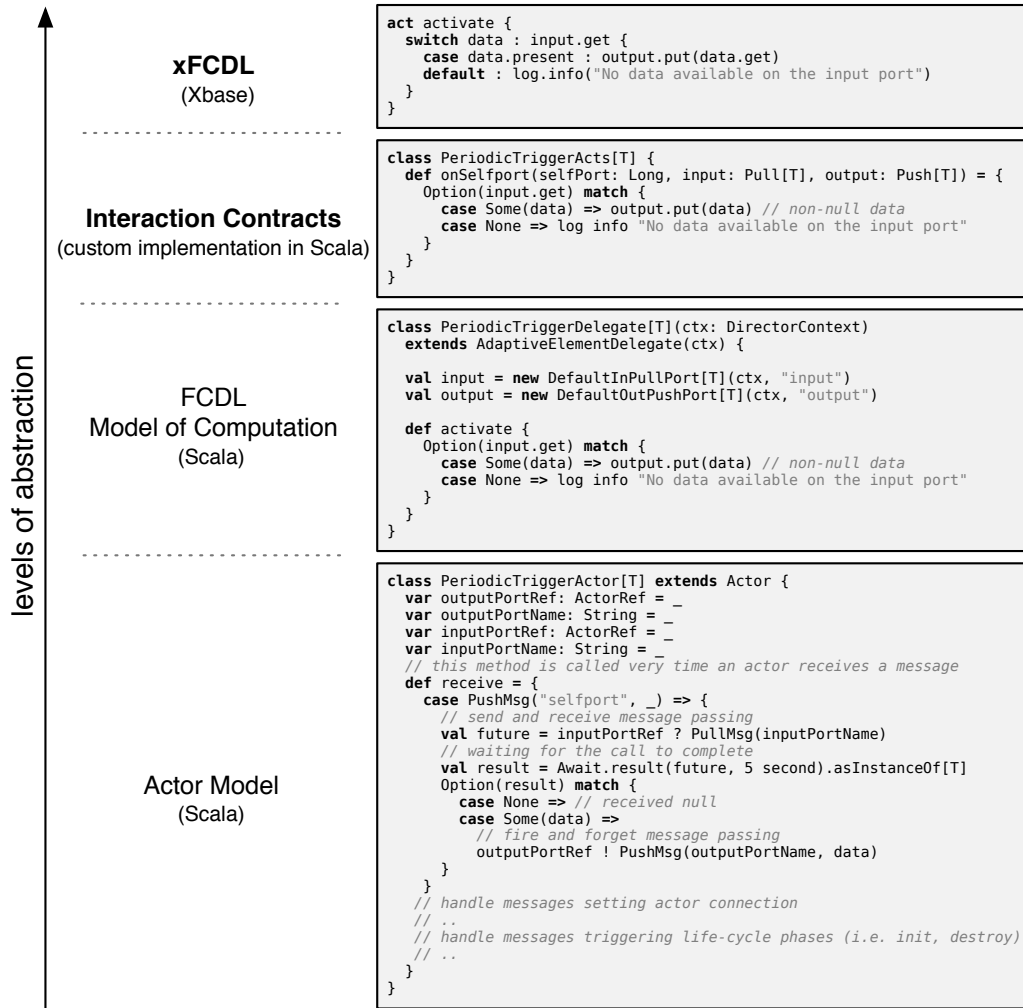 levels of abstraction
xFCDL
(Xbase)
act activate {
  switch data : input.get {
    case data.present : output.put(data.get)
    default : log.info("No data available on the input port")
  }
}
Interaction Contracts
(custom implementation in Scala)
class PeriodicTriggerActs[T] {
  def onSelfport(selfPort: Long, input: Pull[T], output: Push[T]) = {
    Option(input.get) match {
      case Some(data) => output.put(data) // non-null data
      case None => log info "No data available on the input port"
    }
  }
}
FCDL
Model of Computation
(Scala)
class PeriodicTriggerDelegate[T](ctx: DirectorContext)
  extends AdaptiveElementDelegate(ctx) {
  val input = new DefaultInPullPort[T](ctx, "input")
  val output = new DefaultOutPushPort[T](ctx, "output")
  def activate {
    Option(input.get) match {
      case Some(data) => output.put(data) // non-null data
      case None => log info "No data available on the input port"
    }
  }
}
Actor Model
(Scala)
class PeriodicTriggerActor[T] extends Actor {
  var outputPortRef: ActorRef = _
  var outputPortName: String = _
  var inputPortRef: ActorRef = _
  var inputPortName: String = _
  // this method is called very time an actor receives a message
  def receive = {
    case PushMsg("selfport", _) => {
      // send and receive message passing
      val future = inputPortRef ? PullMsg(inputPortName)
      // waiting for the call to complete
      val result = Await.result(future, 5 second).asInstanceOf[T]
      Option(result) match {
        case None => // received null
        case Some(data) =>
          // fire and forget message passing
          outputPortRef ! PushMsg(outputPortName, data)
      }
    }
   // handle messages setting actor connection
   // ..
   // handle messages triggering life-cycle phases (i.e. init, destroy)
   // ..
  }
}